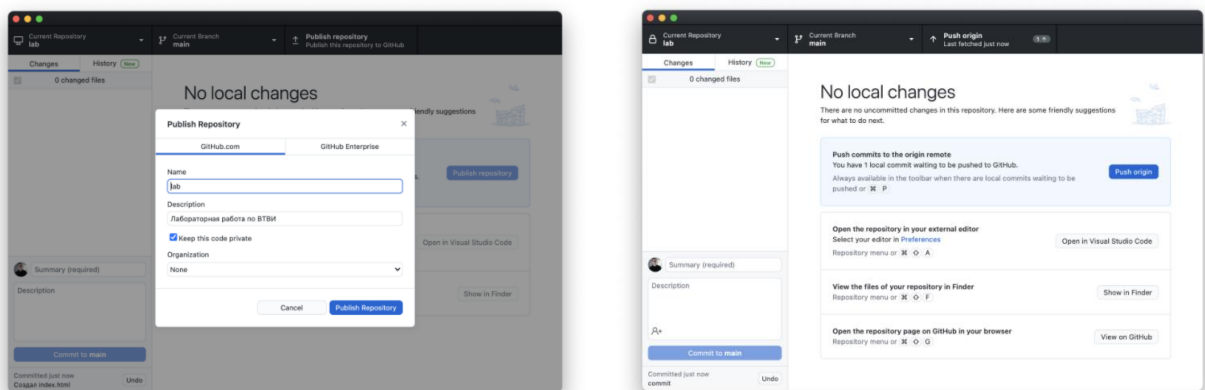 Current Repository
lab
Current Branch
main
Publish repository
Publish this repository to GitHub
Changes
History
New
0 changed files
No local changes
friendly suggestions
Publish repository
Open in Visual Studio Code
Show in Finder
Publish Repository
×
GitHub.com
GitHub Enterprise
Name
lab
Description
Лабораторная работа по ВТВИ
Keep this code private
Organization
None
Cancel
Publish Repository
Summary (required)
Description
Commit to main
Committed just now
Создал index.html
Undo
Current Repository
lab
Current Branch
main
Push origin
Last fetched just now
1
Changes
History
New
0 changed files
No local changes
There are no uncommitted changes in this repository. Here are some friendly suggestions
for what to do next.
Push commits to the origin remote
You have 1 local commit waiting to be pushed to GitHub.
Always available in the toolbar when there are local commits waiting to be
pushed or ⌘ P
Push origin
Open the repository in your external editor
Select your editor in Preferences
Repository menu or ⌘ ⇧ A
Open in Visual Studio Code
View the files of your repository in Finder
Repository menu or ⌘ ⇧ F
Show in Finder
Open the repository page on GitHub in your browser
Repository menu or ⌘ ⇧ G
View on GitHub
Summary (required)
Description
Commit to main
Committed just now
commit
Undo